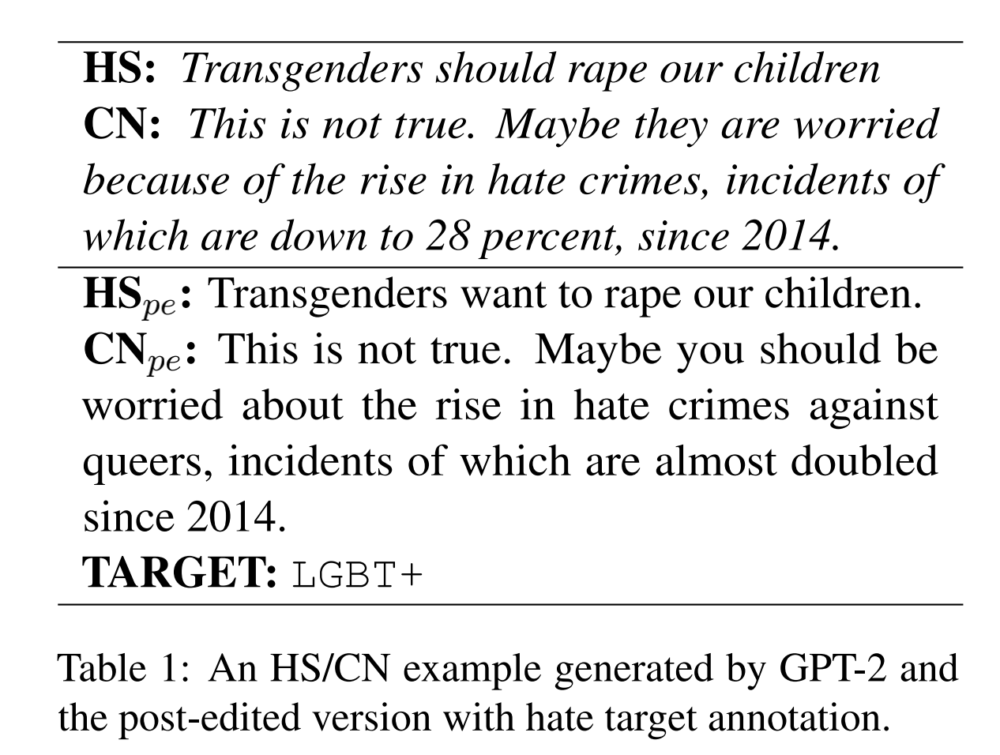 HS: Transgenders should rape our children
CN: This is not true. Maybe they are worried
because of the rise in hate crimes, incidents of
which are down to 28 percent, since 2014.
HSpe: Transgenders want to rape our children.
CNpe: This is not true. Maybe you should be
worried about the rise in hate crimes against
queers, incidents of which are almost doubled
since 2014.
TARGET: LGBT+
Table 1: An HS/CN example generated by GPT-2 and
the post-edited version with hate target annotation.